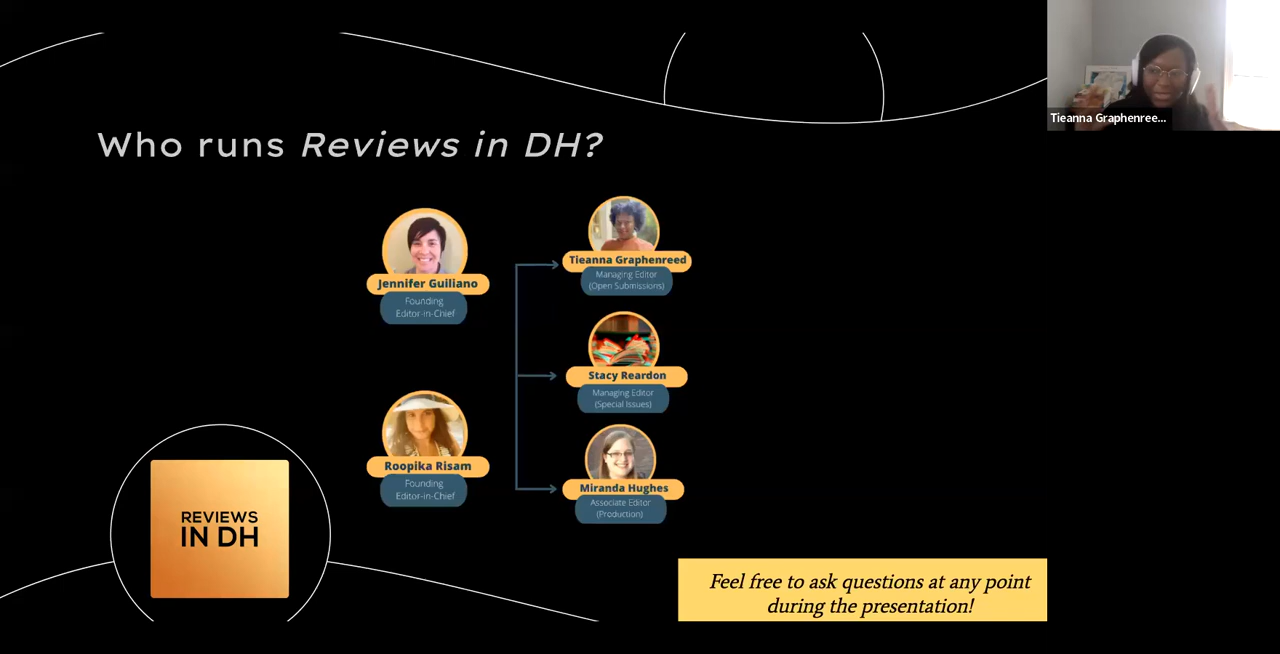 Tieanna Graphenree...
Who runs Reviews in DH?
Jennifer Guiliano
Founding
Editor-in-Chief
Roopika Risam
Founding
Editor-in-Chief
Tieanna Graphenreed
Managing Editor
(Open Submissions)
Stacy Reardon
Managing Editor
(Special Issues)
Miranda Hughes
Associate Editor
(Production)
REVIEWS
IN DH
Feel free to ask questions at any point
during the presentation!